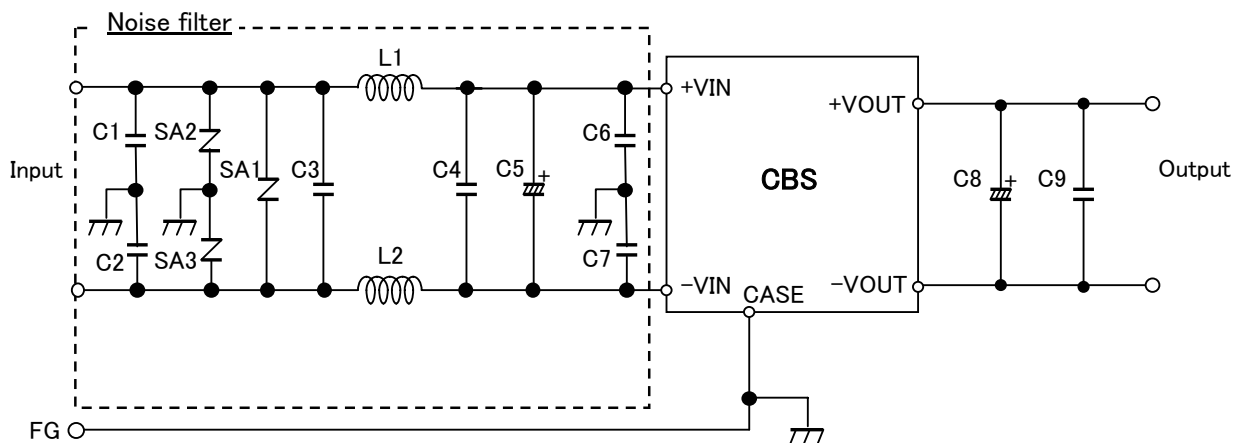 Noise filter
L1
+VIN
+VOUT
C1
SA2
C6
Input
SA1
C3
C4
C5
+
CBS
C8
+
C9
Output
C2
SA3
L2
C7
-VIN
CASE
-VOUT
FG